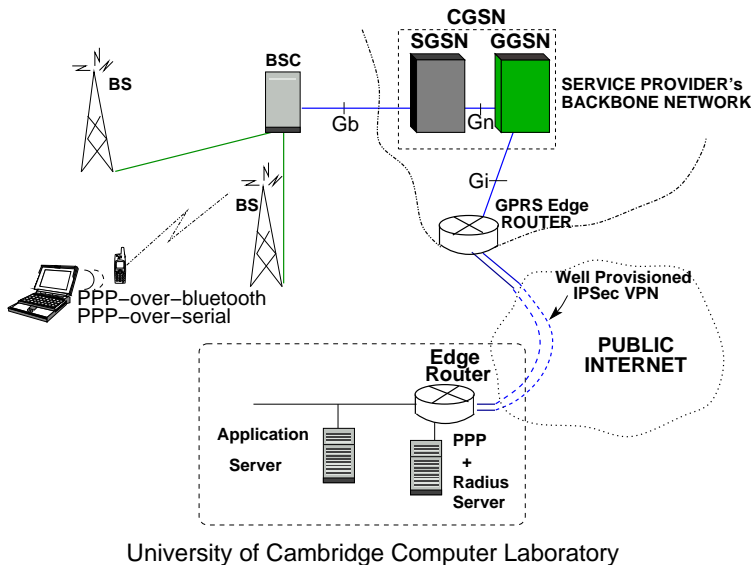 CGSN
SGSN
GGSN
BSC
BS
N
N
N
SERVICE PROVIDER's
BACKBONE NETWORK
Gb
Gn
Gi
N
N
N
BS
GPRS Edge
ROUTER
PPP−over−bluetooth
PPP−over−serial
Well Provisioned
IPSec VPN
PUBLIC
INTERNET
Edge
Router
Application
Server
PPP
+
Radius
Server
University of Cambridge Computer Laboratory